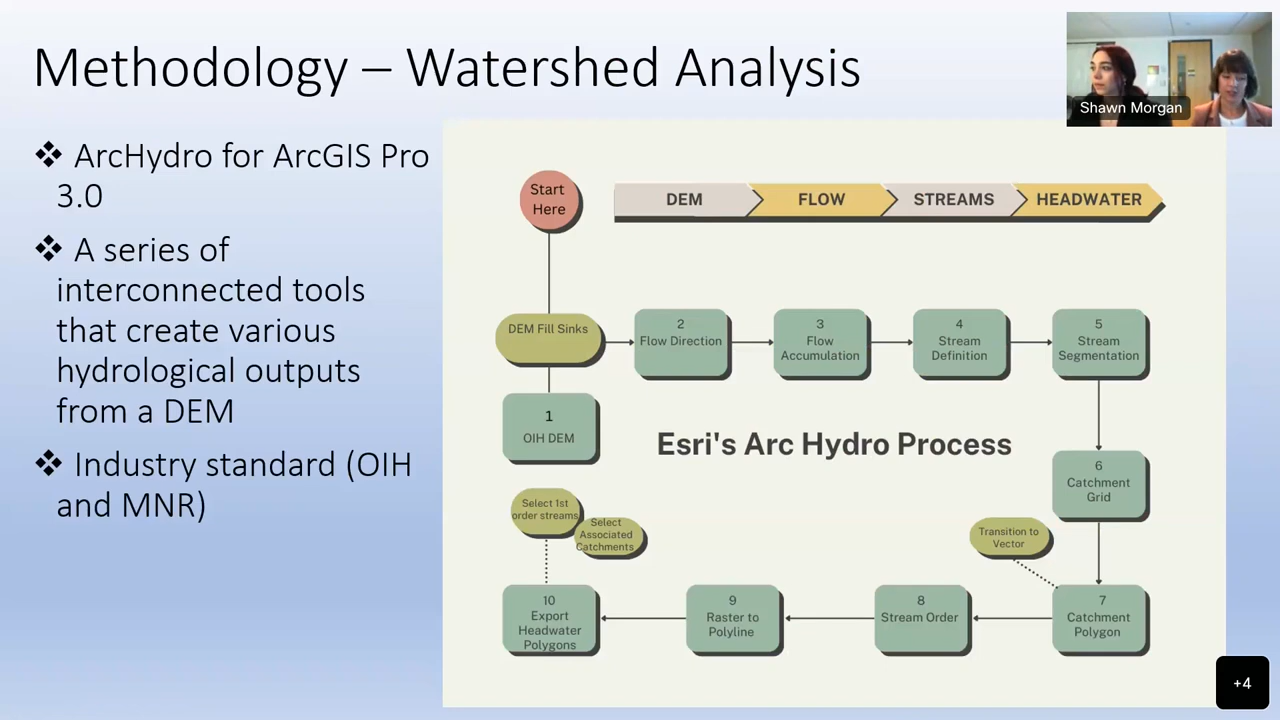 Methodology – Watershed Analysis
Shawn Morgan
❖ ArcHydro for ArcGIS Pro
3.0
❖ A series of
interconnected tools
that create various
hydrological outputs
from a DEM
❖ Industry standard (OIH
and MNR)
Start
Here
DEM
FLOW
STREAMS
HEADWATER
DEM Fill Sinks
1
OIH DEM
2
Flow Direction
3
Flow
Accumulation
4
Stream
Definition
5
Stream
Segmentation
Esri's Arc Hydro Process
6
Catchment
Grid
Transition to
Vector
7
Catchment
Polygon
8
Stream Order
9
Raster to
Polyline
Select 1st
order streams
Select
Associated
Catchments
10
Export
Headwater
Polygons
+4